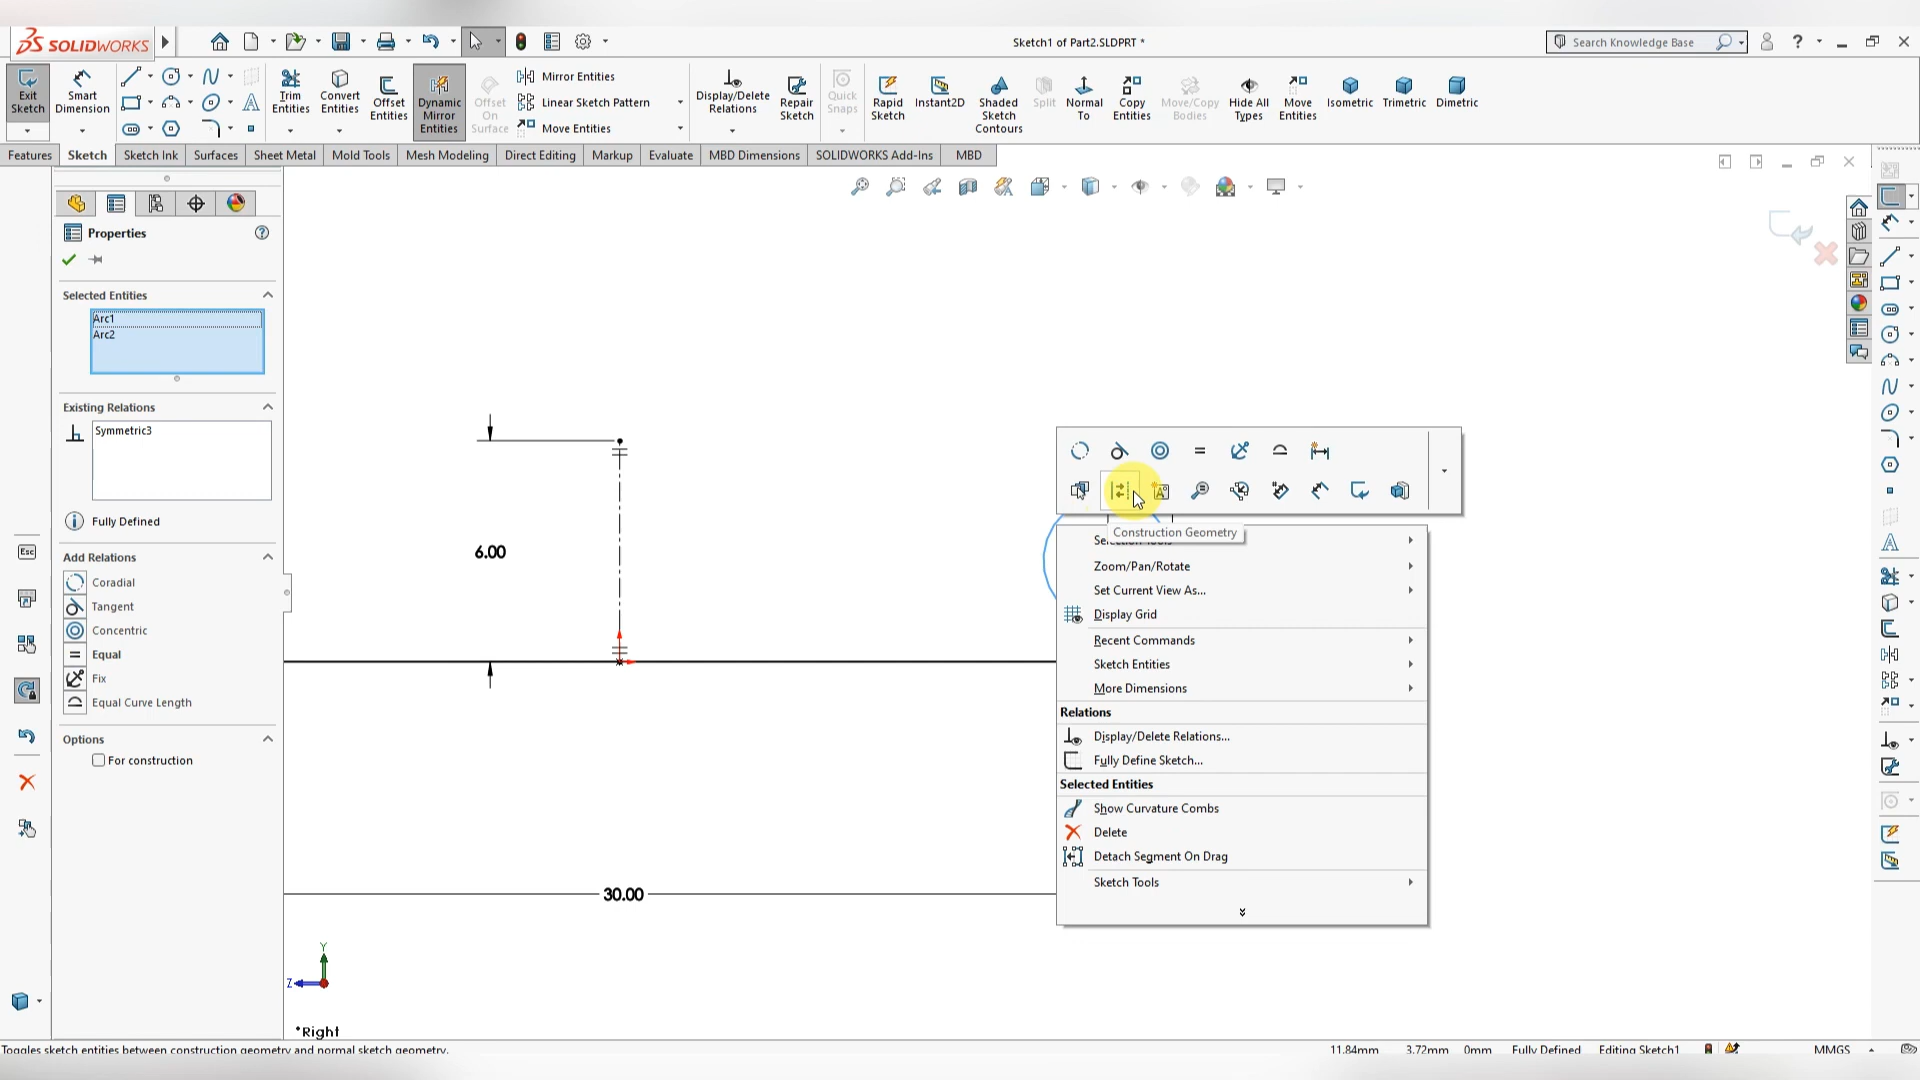 SOLIDWORKS
Sketch1 of Part2.SLDPRT *
Search Knowledge Base
Exit Sketch
Smart Dimension
Trim Entities
Convert Entities
Offset Entities
Dynamic Mirror Entities
Offset On Surface
Mirror Entities
Linear Sketch Pattern
Move Entities
Display/Delete Relations
Repair Sketch
Quick Snaps
Rapid Sketch
Instant2D
Shaded Sketch Contours
Split
Normal To
Copy Entities
Move/Copy Bodies
Hide All Types
Move Entities
Isometric
Trimetric
Dimetric
Features
Sketch
Sketch Ink
Surfaces
Sheet Metal
Mold Tools
Mesh Modeling
Direct Editing
Markup
Evaluate
MBD Dimensions
SOLIDWORKS Add-Ins
MBD
Properties
Selected Entities
Arc1
Arc2
Existing Relations
Symmetric3
Fully Defined
Add Relations
Coradial
Tangent
Concentric
Equal
Fix
Equal Curve Length
Options
For construction
Esc
6.00
30.00
Y
Z
*Right
Construction Geometry
Zoom/Pan/Rotate
Set Current View As...
Display Grid
Recent Commands
Sketch Entities
More Dimensions
Relations
Display/Delete Relations...
Fully Define Sketch...
Selected Entities
Show Curvature Combs
Delete
Detach Segment On Drag
Sketch Tools
Toggles sketch entities between construction geometry and normal sketch geometry.
11.84mm 3.72mm 0mm Fully Defined Editing Sketch1 MMGS